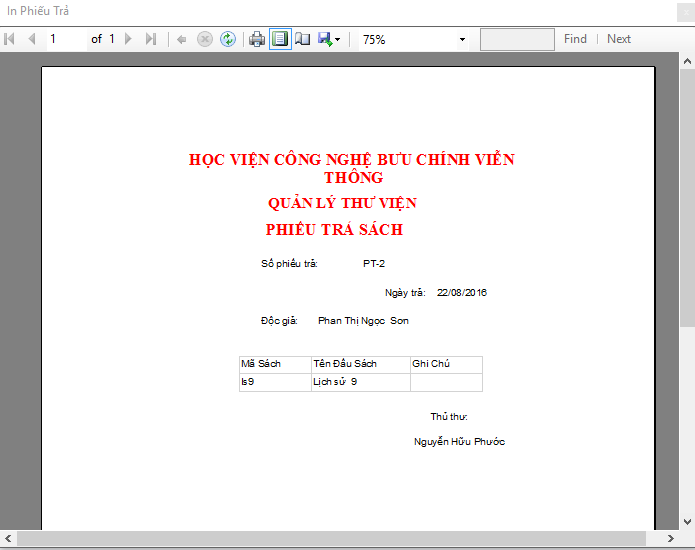 In Phiếu Trả
1 of 1 75% Find | Next
HỌC VIỆN CÔNG NGHỆ BƯU CHÍNH VIỄN
THÔNG
QUẢN LÝ THƯ VIỆN
PHIẾU TRẢ SÁCH
Số phiếu trả: PT-2
Ngày trả: 22/08/2016
Độc giả: Phan Thị Ngọc Sơn
Mã Sách Tên Đầu Sách Ghi Chú
ls9 Lịch sử 9
Thủ thư:
Nguyễn Hữu Phước